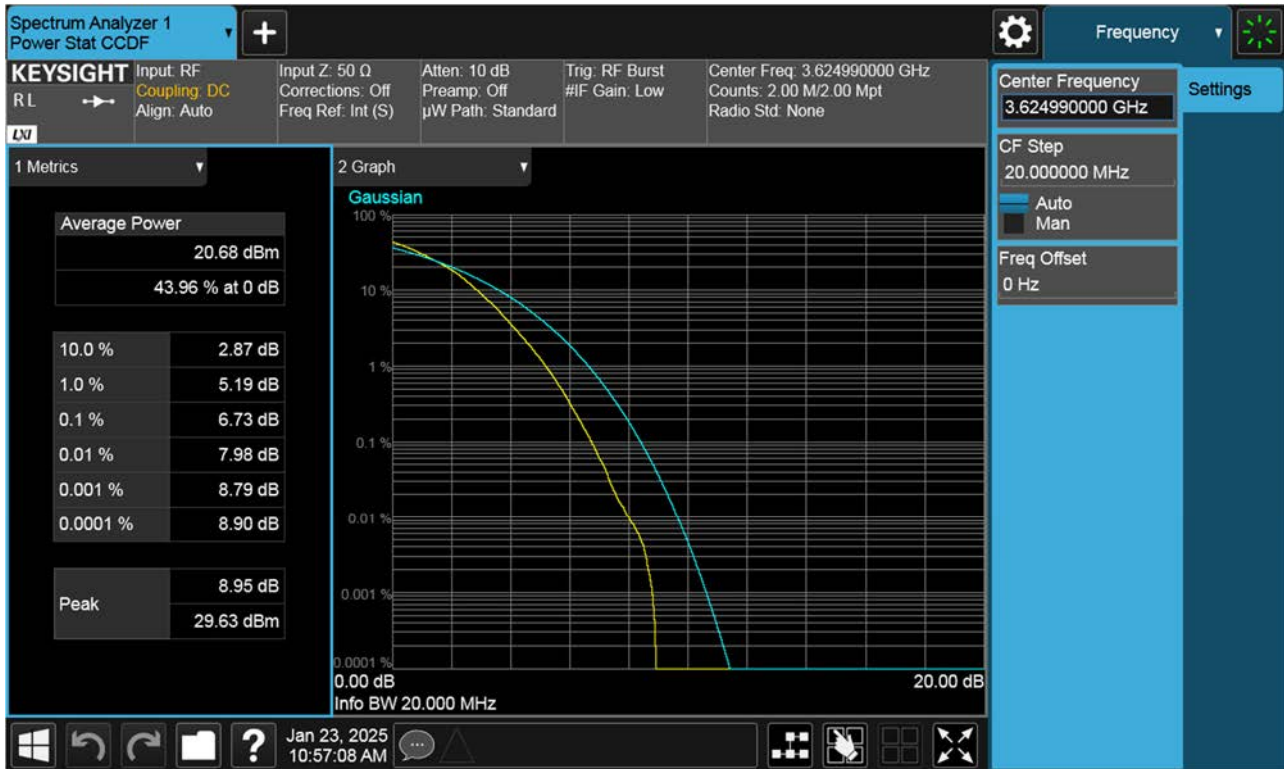 Spectrum Analyzer 1
Power Stat CCDF
+
Frequency
KEYSIGHT
RL
LXI
Input: RF
Coupling: DC
Align: Auto
Input Z: 50 Ω
Corrections: Off
Freq Ref: Int (S)
Atten: 10 dB
Preamp: Off
µW Path: Standard
Trig: RF Burst
#IF Gain: Low
Center Freq: 3.624990000 GHz
Counts: 2.00 M/2.00 Mpt
Radio Std: None
Center Frequency
3.624990000 GHz
Settings
CF Step
20.000000 MHz
Auto
Man
Freq Offset
0 Hz
1 Metrics
Average Power
20.68 dBm
43.96 % at 0 dB
10.0 % 2.87 dB
1.0 % 5.19 dB
0.1 % 6.73 dB
0.01 % 7.98 dB
0.001 % 8.79 dB
0.0001 % 8.90 dB
Peak
8.95 dB
29.63 dBm
2 Graph
Gaussian
100 %
10 %
1 %
0.1 %
0.01 %
0.001 %
0.0001 %
0.00 dB 20.00 dB
Info BW 20.000 MHz
?
Jan 23, 2025
10:57:08 AM